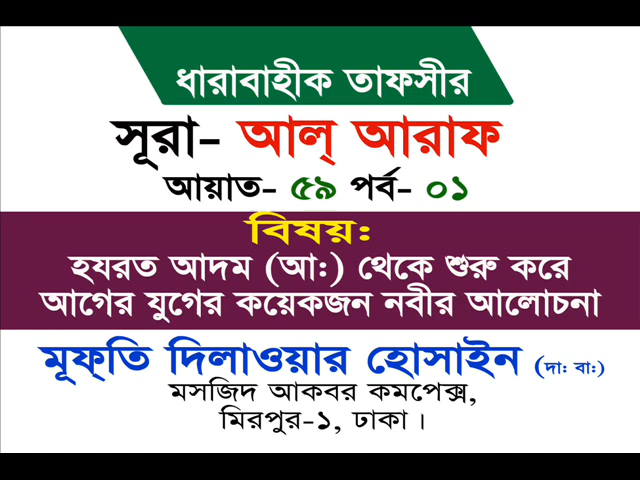 ধারাবাহীক তাফসীর
সূরা- আল্ আরাফ
আয়াত- ৫৯ পর্ব- ০১
বিষয়ঃ
হযরত আদম (আঃ) থেকে শুরু করে
আগের যুগের কয়েকজন নবীর আলোচনা
মূফ্তি দিলাওয়ার হোসাইন (দাঃ বাঃ)
মসজিদ আকবর কমপেক্স,
মিরপুর-১, ঢাকা।